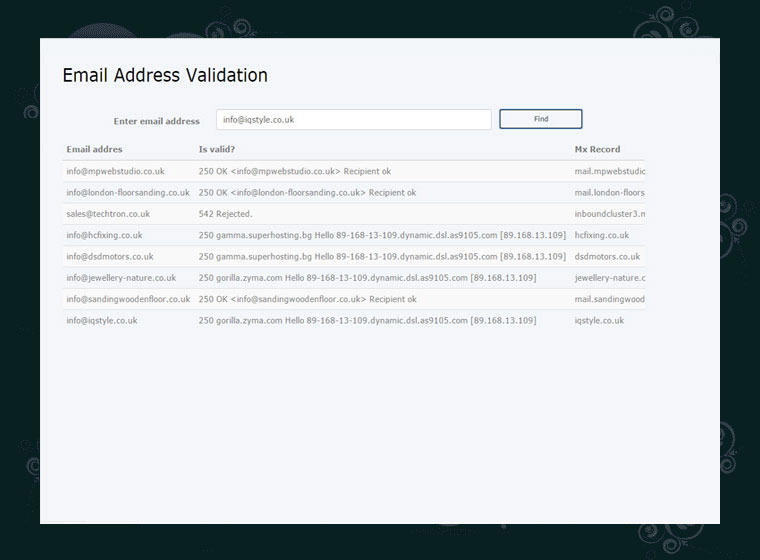 Email Address Validation
Enter email address info@iqstyle.co.uk Find
Email addres Is valid? Mx Record
info@mpwebstudio.co.uk 250 OK <info@mpwebstudio.co.uk> Recipient ok mail.mpwebstudio
info@london-floorsanding.co.uk 250 OK <info@london-floorsanding.co.uk> Recipient ok mail.london-floors
sales@techtron.co.uk 542 Rejected. inboundcluster3.m
info@hcfixing.co.uk 250 gamma.superhosting.bg Hello 89-168-13-109.dynamic.dsl.as9105.com [89.168.13.109] hcfixing.co.uk
info@dsdmotors.co.uk 250 gamma.superhosting.bg Hello 89-168-13-109.dynamic.dsl.as9105.com [89.168.13.109] dsdmotors.co.uk
info@jewellery-nature.co.uk 250 gorilla.zyma.com Hello 89-168-13-109.dynamic.dsl.as9105.com [89.168.13.109] jewellery-nature.c
info@sandingwoodenfloor.co.uk 250 OK <info@sandingwoodenfloor.co.uk> Recipient ok mail.sandingwood
info@iqstyle.co.uk 250 gorilla.zyma.com Hello 89-168-13-109.dynamic.dsl.as9105.com [89.168.13.109] iqstyle.co.uk